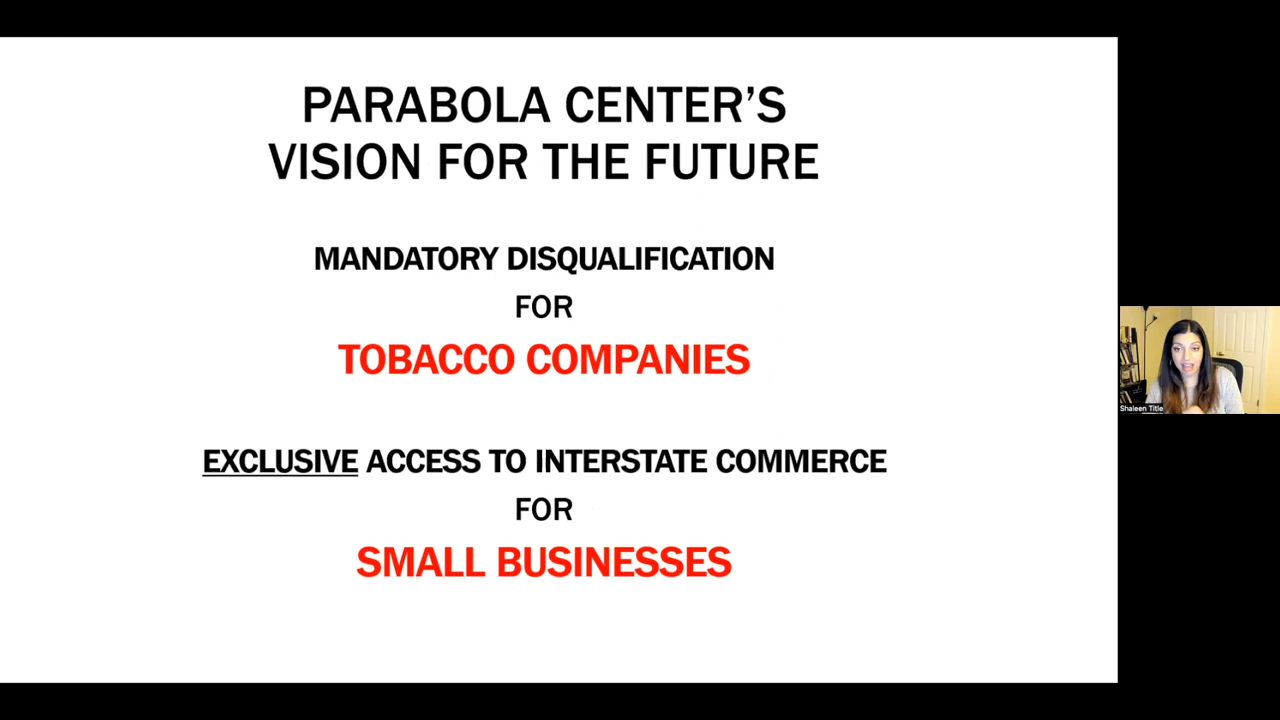 PARABOLA CENTER’S
VISION FOR THE FUTURE
MANDATORY DISQUALIFICATION
FOR
TOBACCO COMPANIES
EXCLUSIVE ACCESS TO INTERSTATE COMMERCE
FOR
SMALL BUSINESSES
Shaleen Title